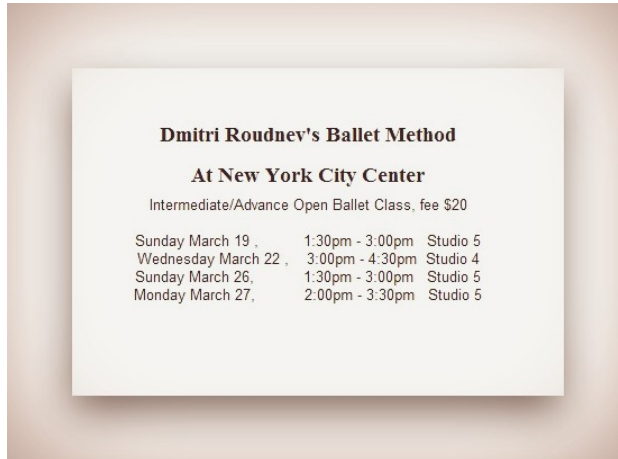 Dmitri Roudnev's Ballet Method
At New York City Center
Intermediate/Advance Open Ballet Class, fee $20
Sunday March 19 , 1:30pm - 3:00pm Studio 5
Wednesday March 22 , 3:00pm - 4:30pm Studio 4
Sunday March 26, 1:30pm - 3:00pm Studio 5
Monday March 27, 2:00pm - 3:30pm Studio 5